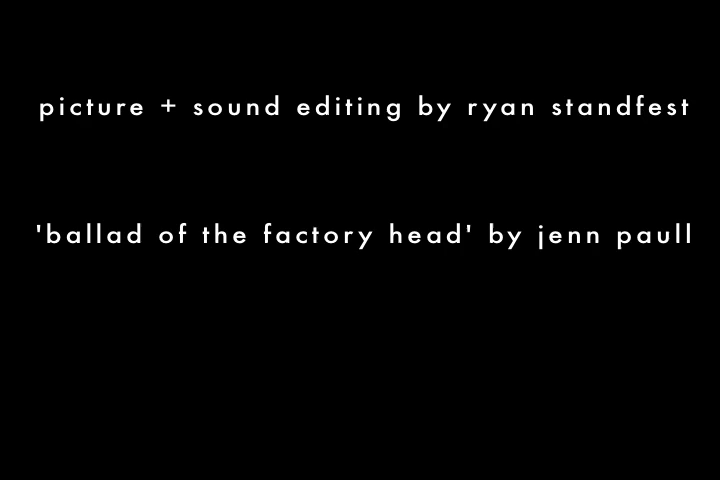 picture + sound editing by ryan standfest
'ballad of the factory head' by jenn paull